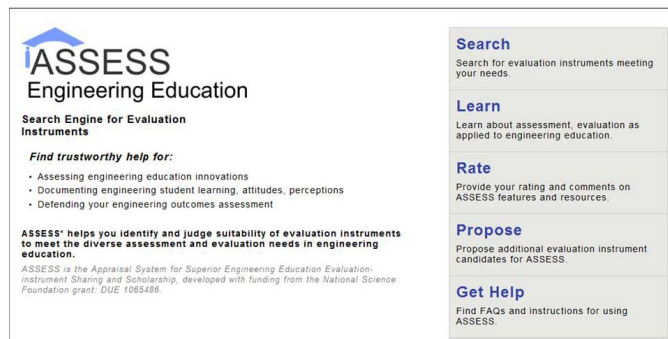 ASSESS
Engineering Education
Search Engine for Evaluation
Instruments
Find trustworthy help for:
• Assessing engineering education innovations
• Documenting engineering student learning, attitudes, perceptions
• Defending your engineering outcomes assessment
ASSESS* helps you identify and judge suitability of evaluation instruments
to meet the diverse assessment and evaluation needs in engineering
education.
ASSESS is the Appraisal System for Superior Engineering Education Evaluation-
instrument Sharing and Scholarship, developed with funding from the National Science
Foundation grant: DUE 1065486.
Search
Search for evaluation instruments meeting
your needs.
Learn
Learn about assessment, evaluation as
applied to engineering education.
Rate
Provide your rating and comments on
ASSESS features and resources.
Propose
Propose additional evaluation instrument
candidates for ASSESS.
Get Help
Find FAQs and instructions for using
ASSESS.